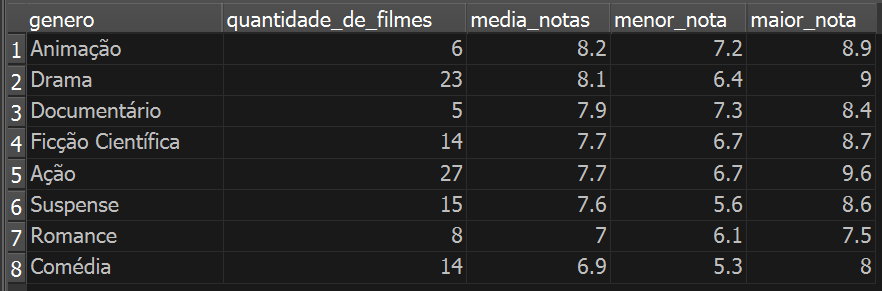 genero quantidade_de_filmes media_notas menor_nota maior_nota
1 Animação 6 8.2 7.2 8.9
2 Drama 23 8.1 6.4 9
3 Documentário 5 7.9 7.3 8.4
4 Ficção Científica 14 7.7 6.7 8.7
5 Ação 27 7.7 6.7 9.6
6 Suspense 15 7.6 5.6 8.6
7 Romance 8 7 6.1 7.5
8 Comédia 14 6.9 5.3 8